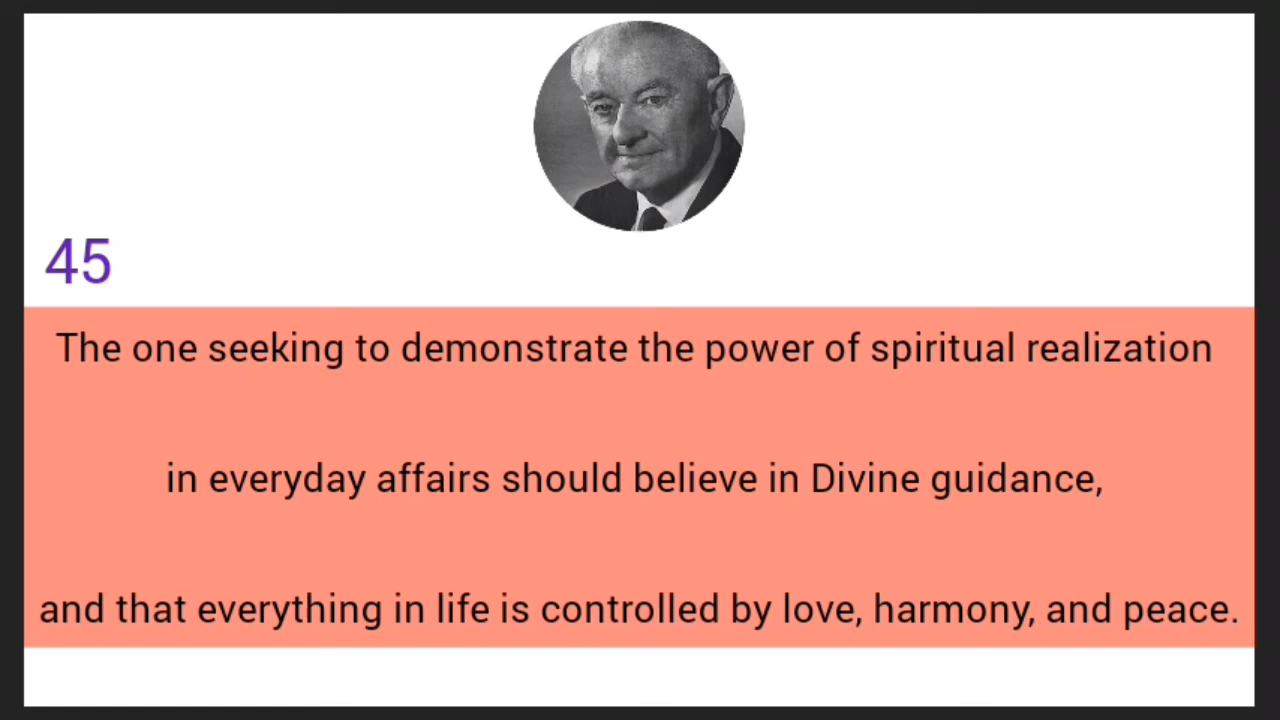 45
The one seeking to demonstrate the power of spiritual realization
in everyday affairs should believe in Divine guidance,
and that everything in life is controlled by love, harmony, and peace.